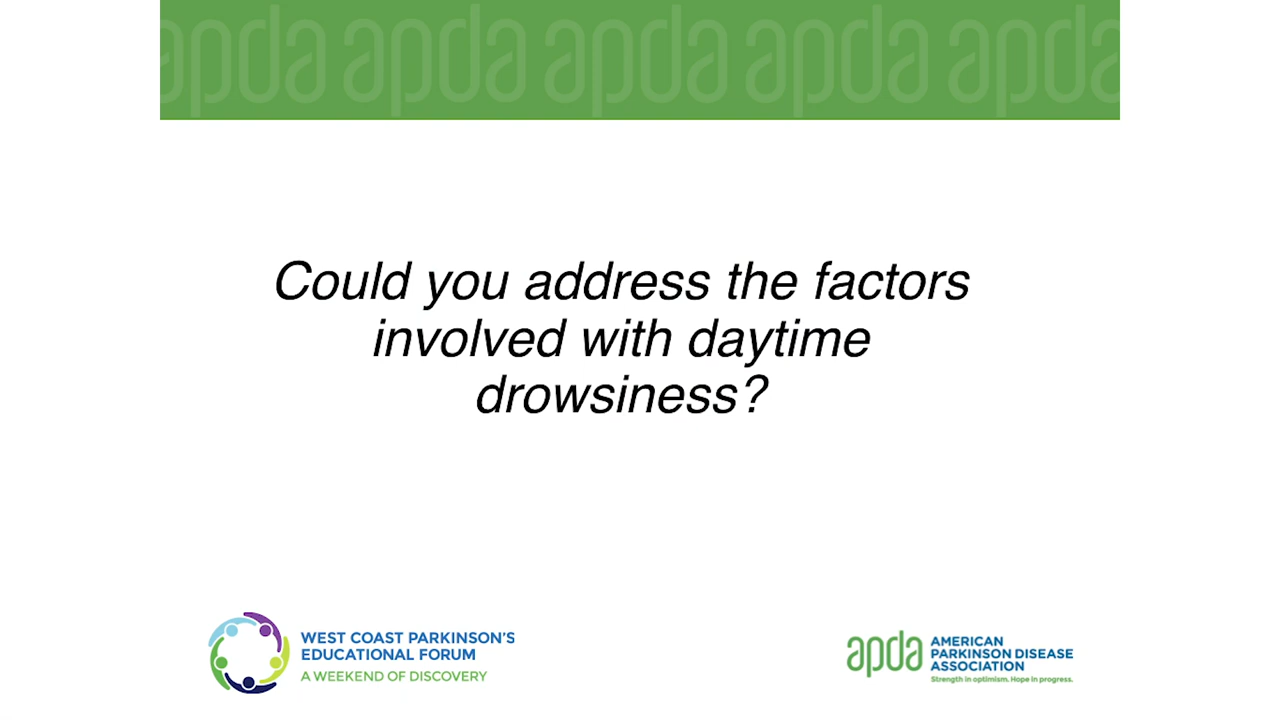 apda apda apda apda apda
Could you address the factors
involved with daytime
drowsiness?
WEST COAST PARKINSON'S
EDUCATIONAL FORUM
A WEEKEND OF DISCOVERY
apda
AMERICAN
PARKINSON DISEASE
ASSOCIATION
Strength in optimism. Hope in progress.